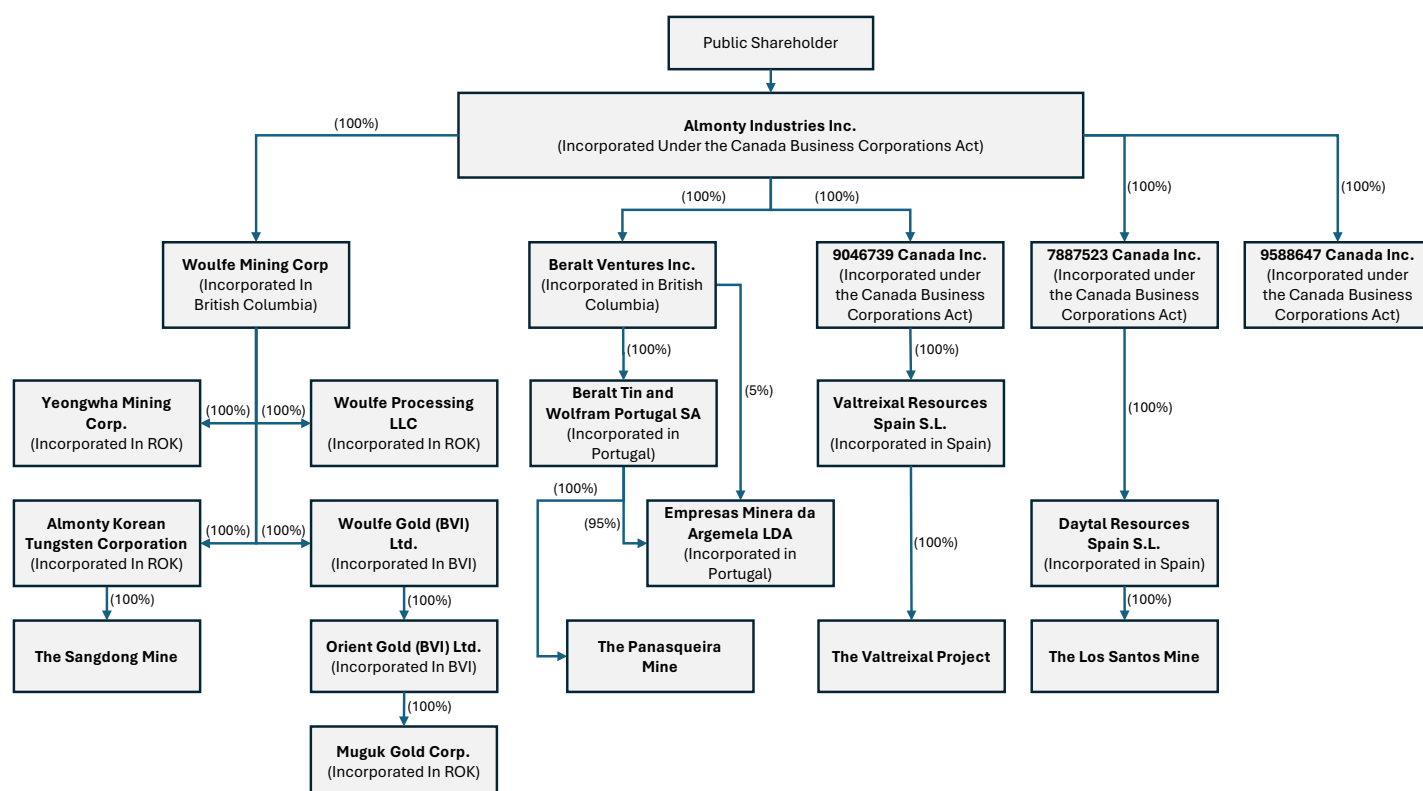 Public Shareholder
Almonty Industries Inc.
(Incorporated Under the Canada Business Corporations Act)
(100%)
(100%)
(100%)
(100%)
(100%)
Woulfe Mining Corp
(Incorporated In
British Columbia)
Beralt Ventures Inc.
(Incorporated in British
Columbia)
9046739 Canada Inc.
(Incorporated under
the Canada Business
Corporations Act)
7887523 Canada Inc.
(Incorporated under
the Canada Business
Corporations Act)
9588647 Canada Inc.
(Incorporated under
the Canada Business
Corporations Act)
(100%)
(5%)
(100%)
(100%)
Yeongwha Mining
Corp.
(Incorporated In ROK)
(100%)
(100%)
Woulfe Processing
LLC
(Incorporated In ROK)
Beralt Tin and
Wolfram Portugal SA
(Incorporated in
Portugal)
Valtreixal Resources
Spain S.L.
(Incorporated in Spain)
Almonty Korean
Tungsten Corporation
(Incorporated In ROK)
(100%)
(100%)
Woulfe Gold (BVI)
Ltd.
(Incorporated In BVI)
(100%)
(95%)
Empresas Minera da
Argemela LDA
(Incorporated in
Portugal)
(100%)
Daytal Resources
Spain S.L.
(Incorporated in Spain)
(100%)
(100%)
(100%)
The Sangdong Mine
Orient Gold (BVI) Ltd.
(Incorporated In BVI)
The Panasqueira
Mine
The Valtreixal Project
The Los Santos Mine
(100%)
Muguk Gold Corp.
(Incorporated In ROK)